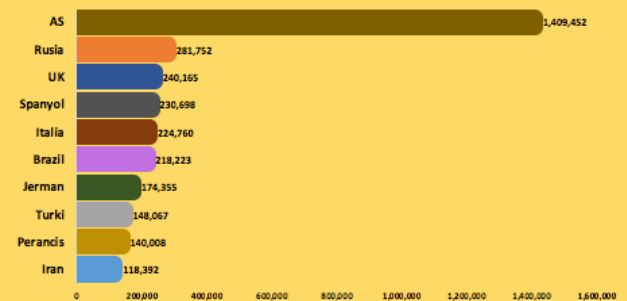 AS 1,409,452
Rusia 281,752
UK 240,165
Spanyol 230,698
Italia 224,760
Brazil 218,223
Jerman 174,355
Turki 148,067
Perancis 140,008
Iran 118,392
0 200,000 400,000 600,000 800,000 1,000,000 1,200,000 1,400,000 1,600,000